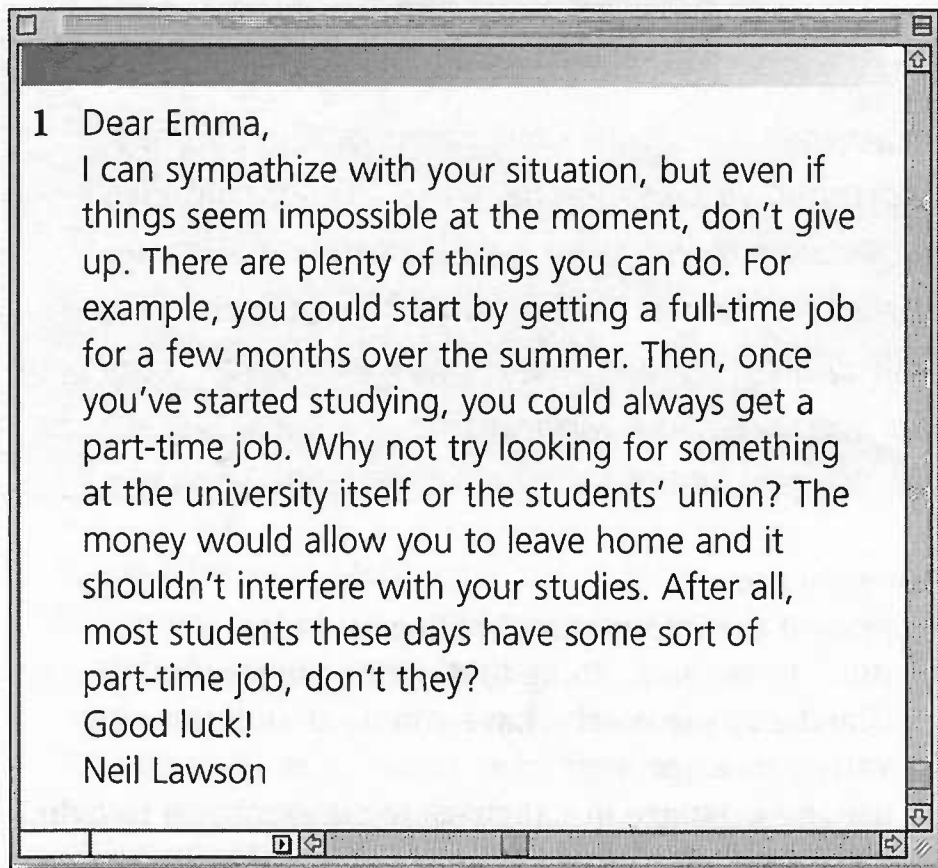 1 Dear Emma,
I can sympathize with your situation, but even if
things seem impossible at the moment, don't give
up. There are plenty of things you can do. For
example, you could start by getting a full-time job
for a few months over the summer. Then, once
you've started studying, you could always get a
part-time job. Why not try looking for something
at the university itself or the students' union? The
money would allow you to leave home and it
shouldn't interfere with your studies. After all,
most students these days have some sort of
part-time job, don't they?
Good luck!
Neil Lawson